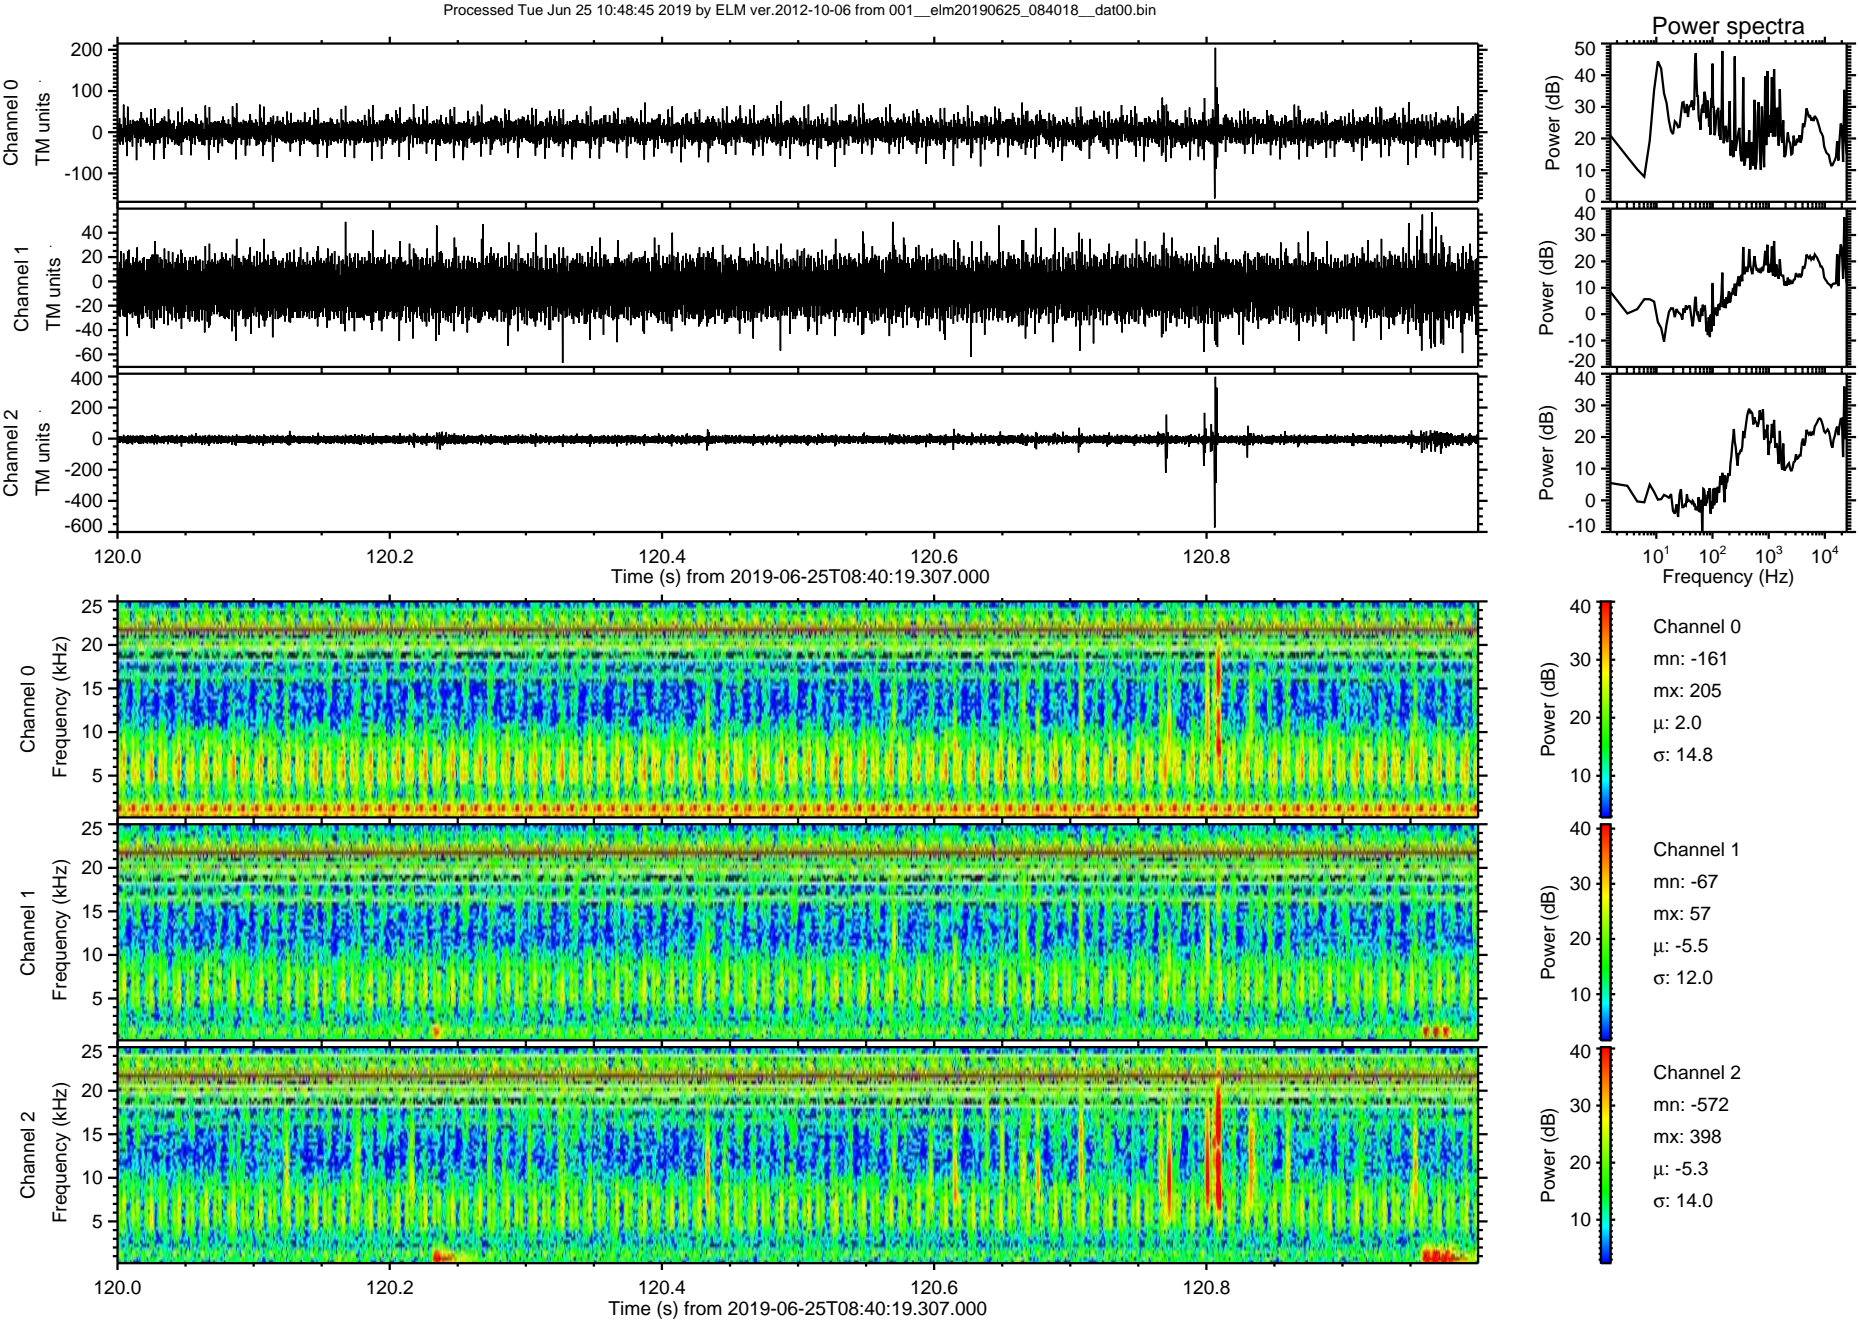 Processed Tue Jun 25 10:48:45 2019 by ELM ver.2012-10-06 from 001__elm20190625_084018__dat00.bin
Power spectra
Channel 0
TM units
200
100
0
-100
Power (dB)
50
40
30
20
10
0
Channel 1
TM units
40
20
0
-20
-40
-60
Power (dB)
40
30
20
10
0
-10
-20
Channel 2
TM units
400
200
0
-200
-400
-600
Power (dB)
40
30
20
10
0
-10
120.0 120.2 120.4 120.6 120.8
Time (s) from 2019-06-25T08:40:19.307.000
10¹ 10² 10³ 10⁴
Frequency (Hz)
Channel 0
Frequency (kHz)
25
20
15
10
5
Power (dB)
40
30
20
10
Channel 0
mn: -161
mx: 205
μ: 2.0
σ: 14.8
Channel 1
Frequency (kHz)
25
20
15
10
5
Power (dB)
40
30
20
10
Channel 1
mn: -67
mx: 57
μ: -5.5
σ: 12.0
Channel 2
Frequency (kHz)
25
20
15
10
5
Power (dB)
40
30
20
10
Channel 2
mn: -572
mx: 398
μ: -5.3
σ: 14.0
120.0 120.2 120.4 120.6 120.8
Time (s) from 2019-06-25T08:40:19.307.000